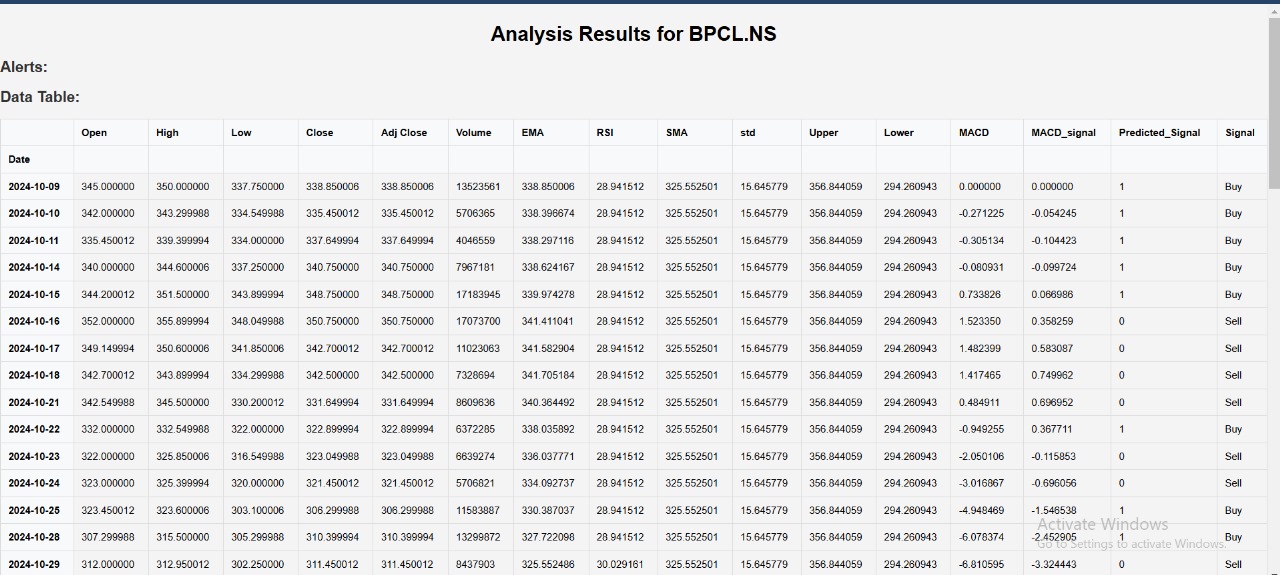 Analysis Results for BPCL.NS
Alerts:
Data Table:
Open High Low Close Adj Close Volume EMA RSI SMA std Upper Lower MACD MACD_signal Predicted_Signal Signal
Date
2024-10-09 345.000000 350.000000 337.750000 338.850006 338.850006 13523561 338.850006 28.941512 325.552501 15.645779 356.844059 294.260943 0.000000 0.000000 1 Buy
2024-10-10 342.000000 343.299988 334.549988 335.450012 335.450012 5706365 338.396674 28.941512 325.552501 15.645779 356.844059 294.260943 -0.271225 -0.054245 1 Buy
2024-10-11 335.450012 339.399994 334.000000 337.649994 337.649994 4046559 338.297116 28.941512 325.552501 15.645779 356.844059 294.260943 -0.305134 -0.104423 1 Buy
2024-10-14 340.000000 344.600006 337.250000 340.750000 340.750000 7967181 338.624167 28.941512 325.552501 15.645779 356.844059 294.260943 -0.080931 -0.099724 1 Buy
2024-10-15 344.200012 351.500000 343.899994 348.750000 348.750000 17183945 339.974278 28.941512 325.552501 15.645779 356.844059 294.260943 0.733826 0.066986 1 Buy
2024-10-16 352.000000 355.899994 348.049988 350.750000 350.750000 17073700 341.411041 28.941512 325.552501 15.645779 356.844059 294.260943 1.523350 0.358259 0 Sell
2024-10-17 349.149994 350.600006 341.850006 342.700012 342.700012 11023063 341.582904 28.941512 325.552501 15.645779 356.844059 294.260943 1.482399 0.583087 0 Sell
2024-10-18 342.700012 343.899994 334.299988 342.500000 342.500000 7328694 341.705184 28.941512 325.552501 15.645779 356.844059 294.260943 1.417465 0.749962 0 Sell
2024-10-21 342.549988 345.500000 330.200012 331.649994 331.649994 8609636 340.364492 28.941512 325.552501 15.645779 356.844059 294.260943 0.484911 0.696952 0 Sell
2024-10-22 332.000000 332.549988 322.000000 322.899994 322.899994 6372285 338.035892 28.941512 325.552501 15.645779 356.844059 294.260943 -0.949255 0.367711 1 Buy
2024-10-23 322.000000 325.850006 316.549988 323.049988 323.049988 6639274 336.037771 28.941512 325.552501 15.645779 356.844059 294.260943 -2.050106 -0.115853 0 Sell
2024-10-24 323.000000 325.399994 320.000000 321.450012 321.450012 5706821 334.092737 28.941512 325.552501 15.645779 356.844059 294.260943 -3.016867 -0.696056 0 Sell
2024-10-25 323.450012 323.600006 303.100006 306.299988 306.299988 11583887 330.387037 28.941512 325.552501 15.645779 356.844059 294.260943 -4.948469 -1.546538 1 Buy
Activate Windows
2024-10-28 307.299988 315.500000 305.299988 310.399994 310.399994 13299872 327.722098 28.941512 325.552501 15.645779 356.844059 294.260943 -6.078374 -2.452905 1 Buy
Go to Settings to activate Windows.
2024-10-29 312.000000 312.950012 302.250000 311.450012 311.450012 8437903 325.552486 30.029161 325.552501 15.645779 356.844059 294.260943 -6.810595 -3.324443 0 Sell